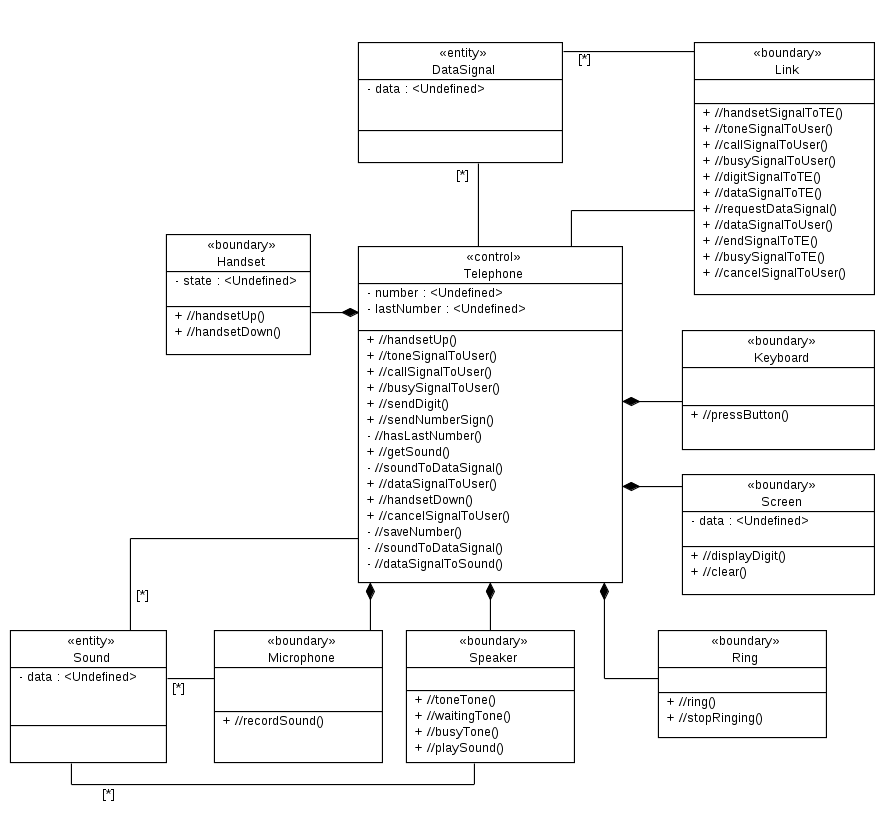 «entity»
DataSignal
- data : <Undefined>
[*]
[*]
«boundary»
Link
+ //handsetSignalToTE()
+ //toneSignalToUser()
+ //callSignalToUser()
+ //busySignalToUser()
+ //digitSignalToTE()
+ //dataSignalToTE()
+ //requestDataSignal()
+ //dataSignalToUser()
+ //endSignalToTE()
+ //busySignalToTE()
+ //cancelSignalToUser()
«boundary»
Handset
- state : <Undefined>
+ //handsetUp()
+ //handsetDown()
«control»
Telephone
- number : <Undefined>
- lastNumber : <Undefined>
+ //handsetUp()
+ //toneSignalToUser()
+ //callSignalToUser()
+ //busySignalToUser()
+ //sendDigit()
+ //sendNumberSign()
- //hasLastNumber()
+ //getSound()
- //soundToDataSignal()
+ //dataSignalToUser()
+ //handsetDown()
+ //cancelSignalToUser()
- //saveNumber()
- //soundToDataSignal()
- //dataSignalToSound()
«boundary»
Keyboard
+ //pressButton()
«boundary»
Screen
- data : <Undefined>
+ //displayDigit()
+ //clear()
[*]
«entity»
Sound
- data : <Undefined>
[*]
«boundary»
Microphone
+ //recordSound()
«boundary»
Speaker
+ //toneTone()
+ //waitingTone()
+ //busyTone()
+ //playSound()
«boundary»
Ring
+ //ring()
+ //stopRinging()
[*]